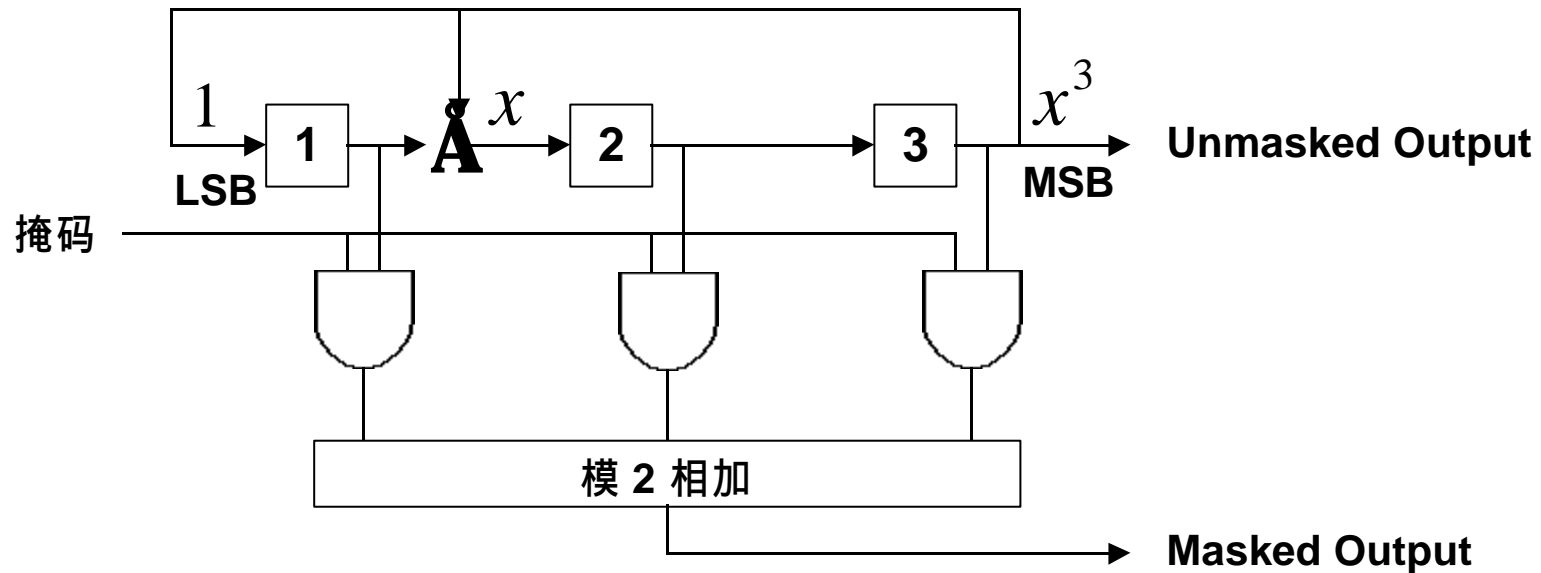 1
1
Å
x
2
3
x³
Unmasked Output
LSB
MSB
掩码
模 2 相加
Masked Output